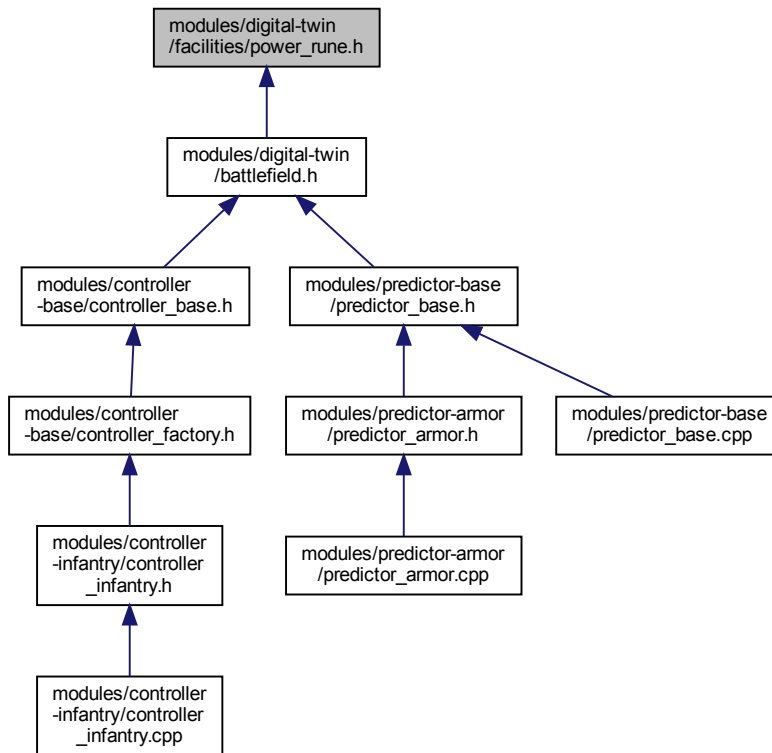 modules/digital-twin
/facilities/power_rune.h
modules/digital-twin
/battlefield.h
modules/controller
-base/controller_base.h
modules/predictor-base
/predictor_base.h
modules/controller
-base/controller_factory.h
modules/predictor-armor
/predictor_armor.h
modules/predictor-base
/predictor_base.cpp
modules/controller
-infantry/controller
_infantry.h
modules/predictor-armor
/predictor_armor.cpp
modules/controller
-infantry/controller
_infantry.cpp